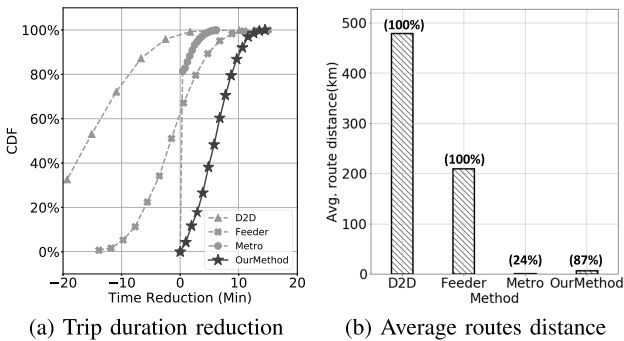 CDF
100%
80%
60%
40%
20%
0%
D2D
Feeder
Metro
OurMethod
−20
−10
0
10
20
Time Reduction (Min)
(a) Trip duration reduction
Avg. route distance(km)
500
400
300
200
100
0
(100%)
(100%)
(24%)
(87%)
D2D Feeder Metro OurMethod
Method
(b) Average routes distance